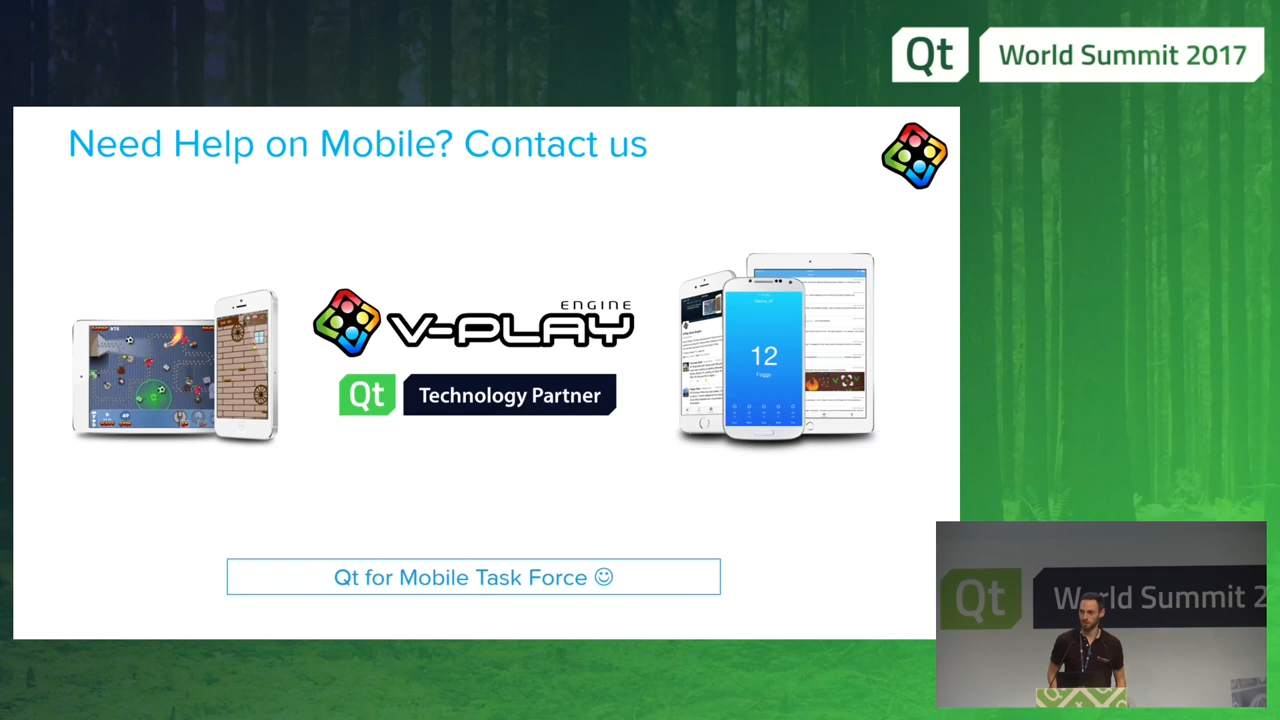 Qt World Summit 2017
Need Help on Mobile? Contact us
ENGINE
V-PLAY
Qt Technology Partner
12
Foggy
Qt for Mobile Task Force ☺
Qt World Summit 2